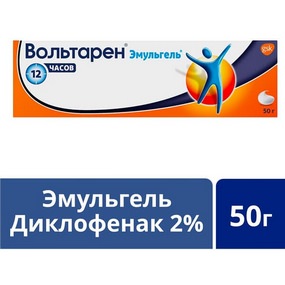 Вольтарен Эмульгель®
12 ЧАСОВ
gsk
50 г
Эмульгель
Диклофенак 2%
50г